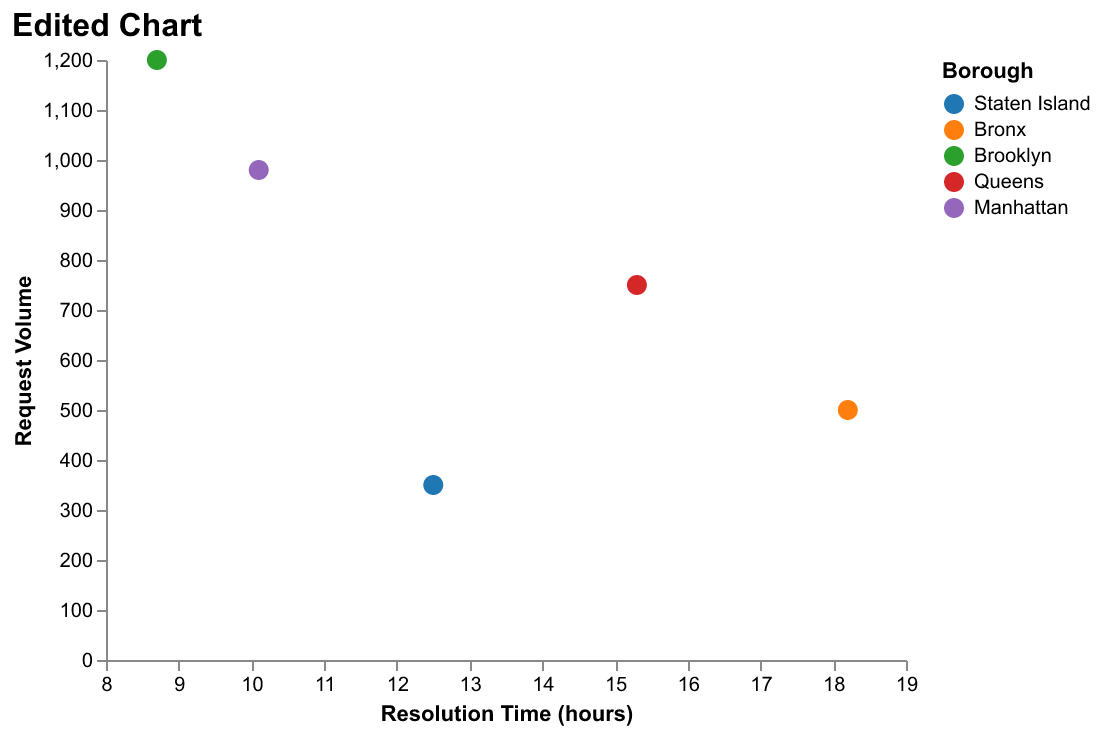 Edited Chart
1,200
1,100
1,000
900
800
700
600
500
400
300
200
100
0
Request Volume
8 9 10 11 12 13 14 15 16 17 18 19
Resolution Time (hours)
Borough
Staten Island
Bronx
Brooklyn
Queens
Manhattan